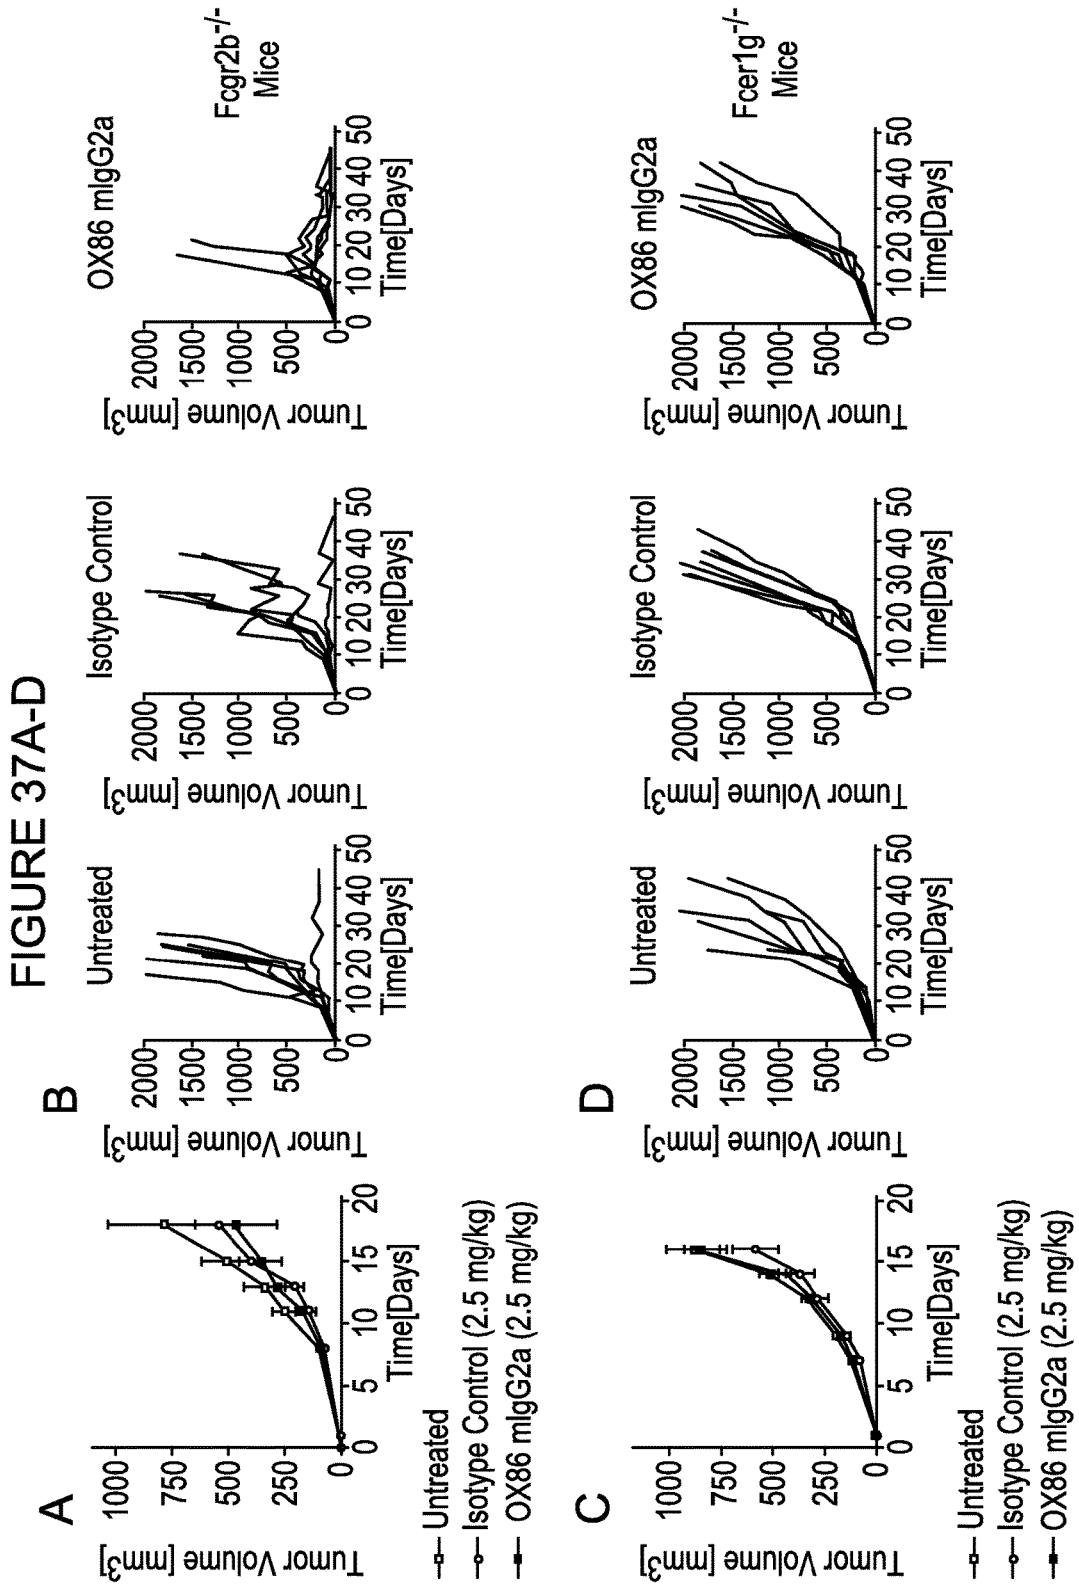 FIGURE 37A-D
A
Tumor Volume [mm3]
1000
750
500
250
0
0 5 10 15 20
Time[Days]
Untreated
Isotype Control (2.5 mg/kg)
OX86 mIgG2a (2.5 mg/kg)
B
Untreated
Tumor Volume [mm3]
2000
1500
1000
500
0
0 10 20 30 40 50
Time[Days]
Isotype Control
Tumor Volume [mm3]
2000
1500
1000
500
0
0 10 20 30 40 50
Time[Days]
OX86 mIgG2a
Tumor Volume [mm3]
2000
1500
1000
500
0
0 10 20 30 40 50
Time[Days]
Fcgr2b-/-
Mice
C
Tumor Volume [mm3]
1000
750
500
250
0
0 5 10 15 20
Time[Days]
Untreated
Isotype Control (2.5 mg/kg)
OX86 mIgG2a (2.5 mg/kg)
D
Untreated
Tumor Volume [mm3]
2000
1500
1000
500
0
0 10 20 30 40 50
Time[Days]
Isotype Control
Tumor Volume [mm3]
2000
1500
1000
500
0
0 10 20 30 40 50
Time[Days]
OX86 mIgG2a
Tumor Volume [mm3]
2000
1500
1000
500
0
0 10 20 30 40 50
Time[Days]
Fcer1g-/-
Mice